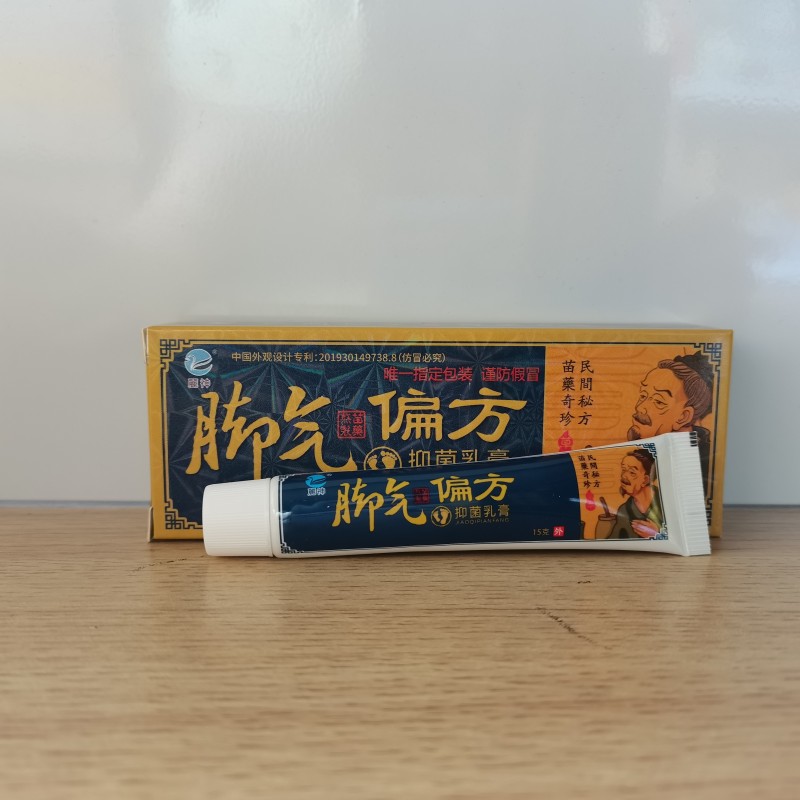 中国外观设计专利:201930149738.8(仿冒必究)
唯一指定包装 谨防假冒
脚气偏方
抑菌乳膏
民間秘方
苗藥奇珍
脚气偏方
抑菌乳膏
JIAOQIPIANFANG
15克 外
民間秘方
苗藥奇珍